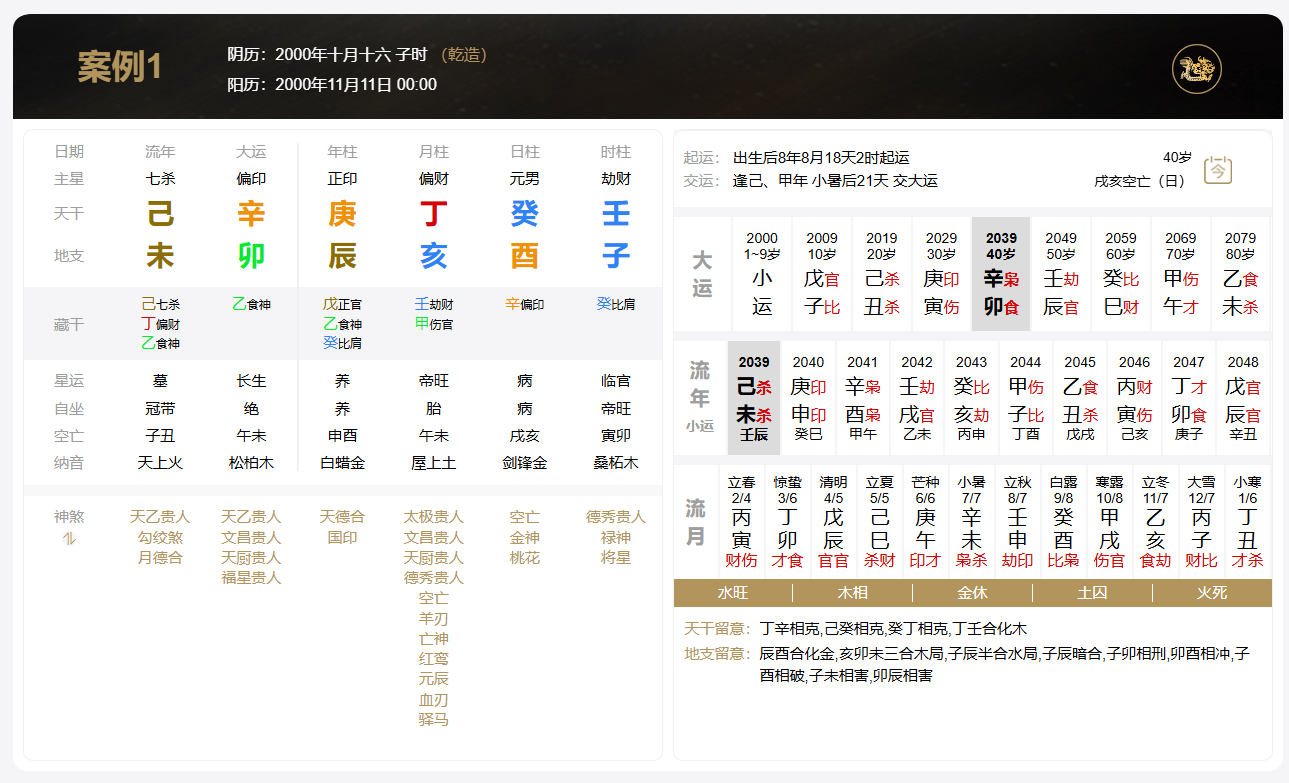 案例1
阴历：2000年十月十六 子时 （乾造）
阳历：2000年11月11日 00:00
日期 流年 大运 年柱 月柱 日柱 时柱
主星 七杀 偏印 正印 偏财 元男 劫财
天干 己 辛 庚 丁 癸 壬
地支 未 卯 辰 亥 酉 子
藏干
己七杀 乙食神 戊正官 壬劫财 辛偏印 癸比肩
丁偏财 乙食神 甲伤官
乙食神 癸比肩
星运 墓 长生 养 帝旺 病 临官
自坐 冠带 绝 养 胎 病 帝旺
空亡 子丑 午未 申酉 午未 戌亥 寅卯
纳音 天上火 松柏木 白蜡金 屋上土 剑锋金 桑柘木
神煞 天乙贵人 天乙贵人 天德合 太极贵人 空亡 德秀贵人
勾绞煞 文昌贵人 国印 文昌贵人 金神 禄神
月德合 天厨贵人 天厨贵人 桃花 将星
福星贵人 德秀贵人
空亡
羊刃
亡神
红鸾
元辰
血刃
驿马
起运： 出生后8年8月18天2时起运 40岁
交运： 逢己、甲年 小暑后21天 交大运 戌亥空亡（日）
今
大运
2000 2009 2019 2029 2039 2049 2059 2069 2079
1~9岁 10岁 20岁 30岁 40岁 50岁 60岁 70岁 80岁
小 戊官 己杀 庚印 辛枭 壬劫 癸比 甲伤 乙食
运 子比 丑杀 寅伤 卯食 辰官 巳财 午才 未杀
流年
小运
2039 2040 2041 2042 2043 2044 2045 2046 2047 2048
己杀 庚印 辛枭 壬劫 癸比 甲伤 乙食 丙财 丁才 戊官
未杀 申印 酉枭 戌官 亥劫 子比 丑杀 寅伤 卯食 辰官
壬辰 癸巳 甲午 乙未 丙申 丁酉 戊戌 己亥 庚子 辛丑
流月
立春 惊蛰 清明 立夏 芒种 小暑 立秋 白露 寒露 立冬 大雪 小寒
2/4 3/6 4/5 5/5 6/6 7/7 8/7 9/8 10/8 11/7 12/7 1/6
丙 丁 戊 己 庚 辛 壬 癸 甲 乙 丙 丁
寅 卯 辰 巳 午 未 申 酉 戌 亥 子 丑
财伤 才食 官官 杀财 印才 枭杀 劫印 比枭 伤官 食劫 财比 才杀
水旺 木相 金休 土囚 火死
天干留意： 丁辛相克,己癸相克,癸丁相克,丁壬合化木
地支留意： 辰酉合化金,亥卯未三合木局,子辰半合水局,子辰暗合,子卯相刑,卯酉相冲,子
酉相破,子未相害,卯辰相害